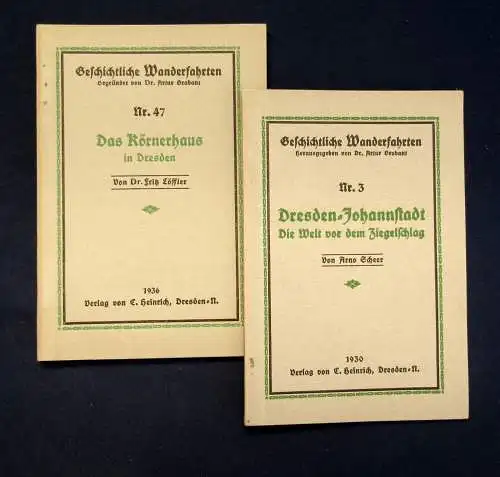 Geschichtliche Wanderfahrten
Begründet von Dr. Artur Brabant
Nr. 47
Das Körnerhaus
in Dresden
Von Dr. Fritz Löffler
1936
Verlag von C. Heinrich, Dresden-N.
Geschichtliche Wanderfahrten
Herausgegeben von Dr. Artur Brabant
Nr. 3
Dresden-Johannstadt
Die Welt vor dem Ziegelschlag
Von Arno Scheer
1930
Verlag von C. Heinrich, Dresden-N.